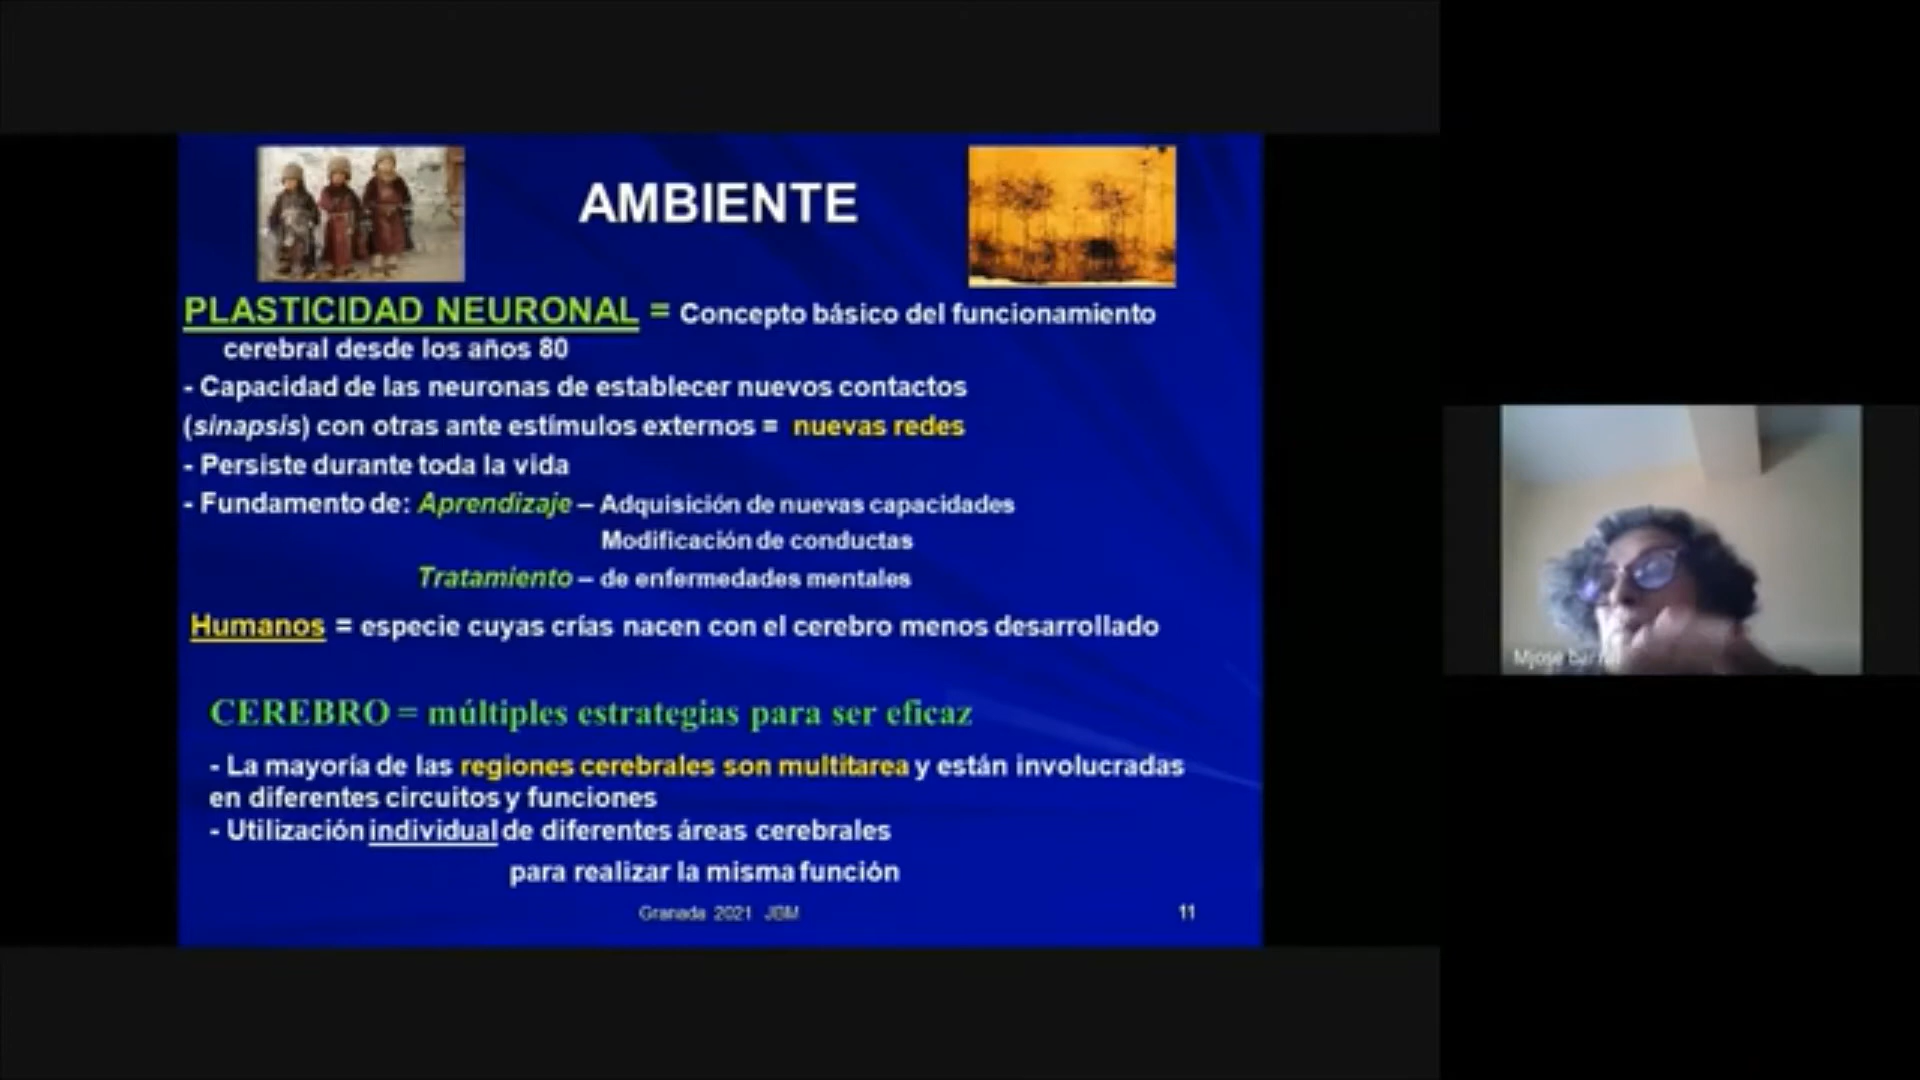 AMBIENTE
PLASTICIDAD NEURONAL = Concepto básico del funcionamiento
cerebral desde los años 80
- Capacidad de las neuronas de establecer nuevos contactos
(sinapsis) con otras ante estímulos externos = nuevas redes
- Persiste durante toda la vida
- Fundamento de: Aprendizaje – Adquisición de nuevas capacidades
Modificación de conductas
Tratamiento – de enfermedades mentales
Humanos = especie cuyas crías nacen con el cerebro menos desarrollado
CEREBRO = múltiples estrategias para ser eficaz
- La mayoría de las regiones cerebrales son multitarea y están involucradas
en diferentes circuitos y funciones
- Utilización individual de diferentes áreas cerebrales
para realizar la misma función
Granada 2021 JBM
11
Mjose